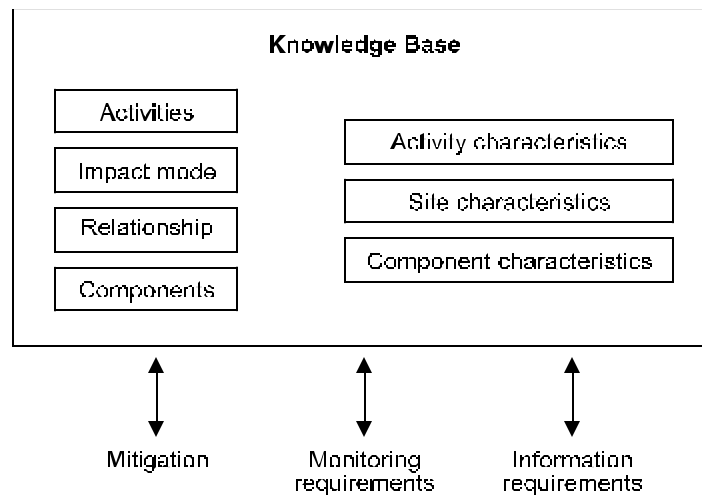 Knowledge Base
Activities
Impact mode
Relationship
Components
Activity characteristics
Site characteristics
Component characteristics
Mitigation
Monitoring
requirements
Information
requirements